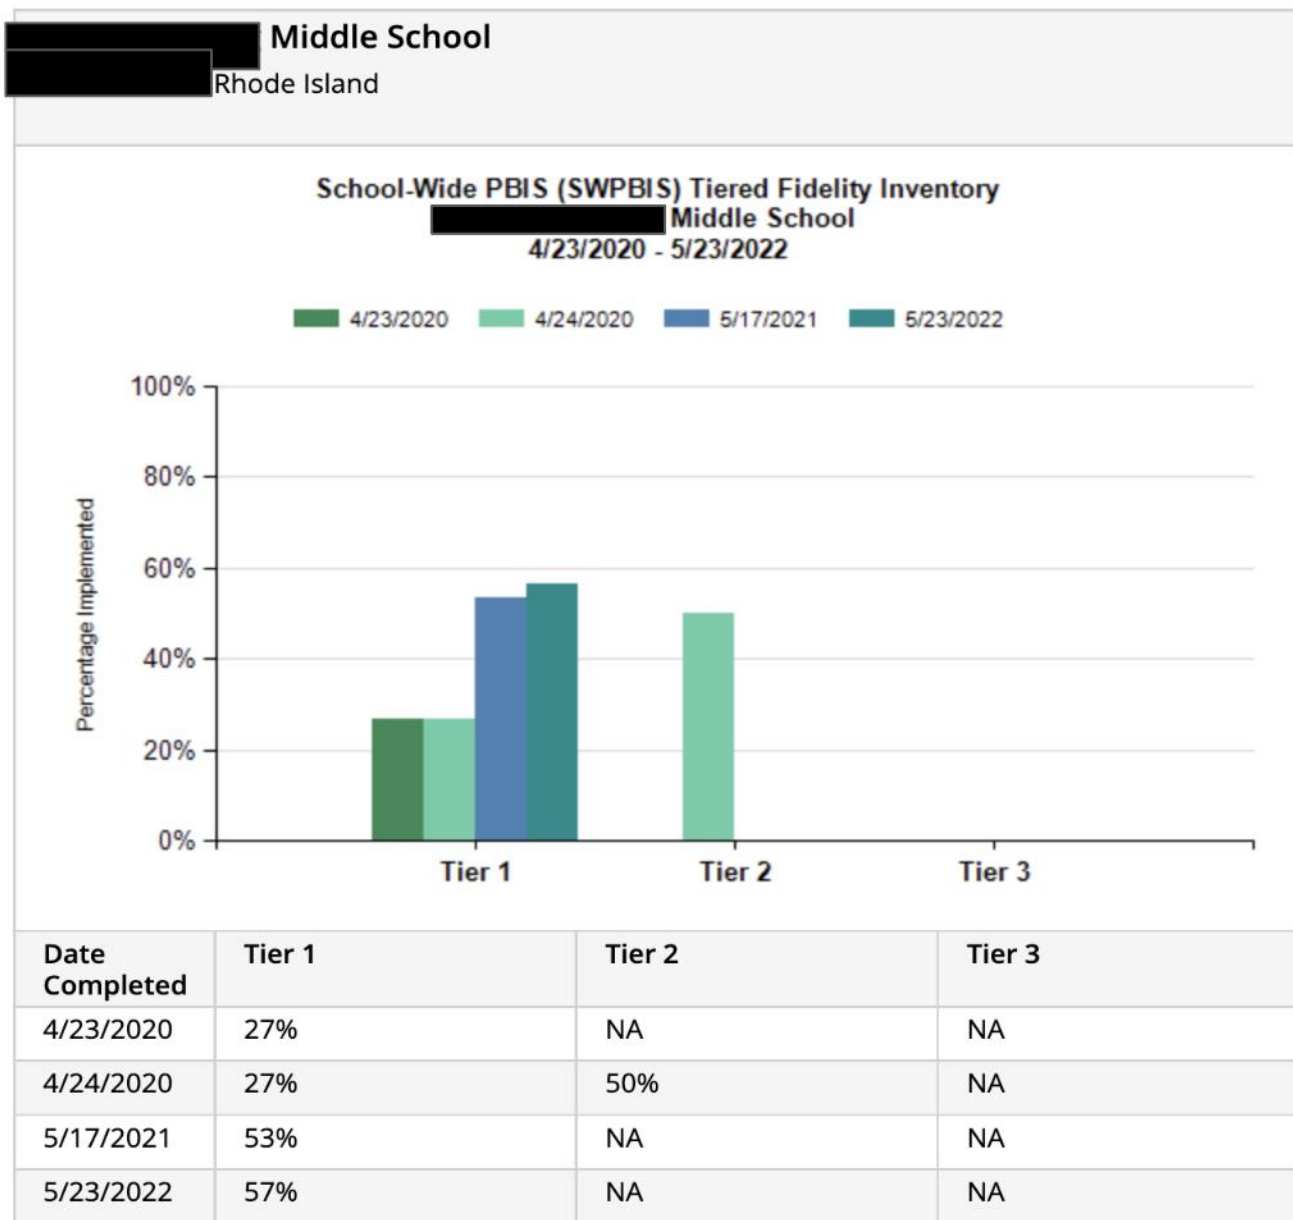 Middle School
Rhode Island
School-Wide PBIS (SWPBIS) Tiered Fidelity Inventory
Middle School
4/23/2020 - 5/23/2022
4/23/2020 4/24/2020 5/17/2021 5/23/2022
Percentage Implemented
100%
80%
60%
40%
20%
0%
Tier 1 Tier 2 Tier 3
Date Completed Tier 1 Tier 2 Tier 3
4/23/2020 27% NA NA
4/24/2020 27% 50% NA
5/17/2021 53% NA NA
5/23/2022 57% NA NA